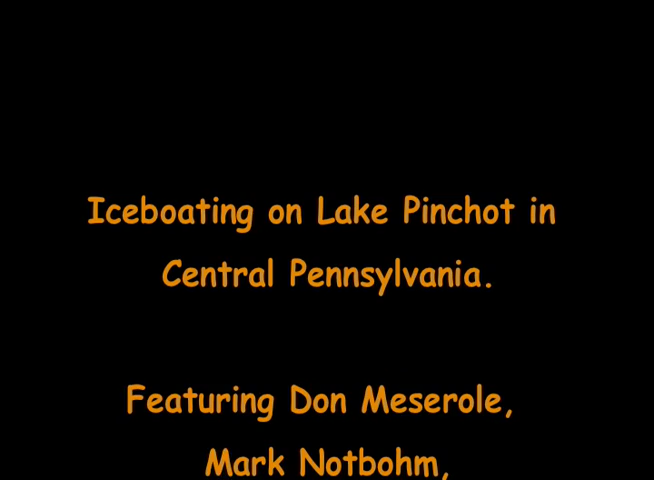 Iceboating on Lake Pinchot in
Central Pennsylvania.
Featuring Don Meserole,
Mark Notbohm,